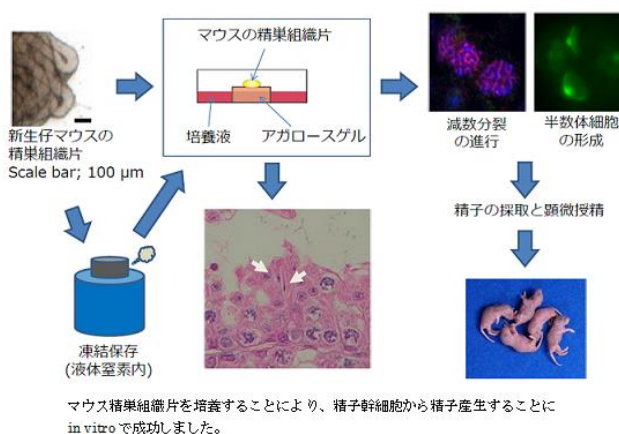 マウスの精巣組織片
培養液
アガロースゲル
新生仔マウスの
精巣組織片
Scale bar; 100 μm
減数分裂
の進行
半数体細胞
の形成
精子の採取と顕微授精
凍結保存
(液体窒素内)
マウス精巣組織片を培養することにより、精子幹細胞から精子産生することに
in vitroで成功しました。